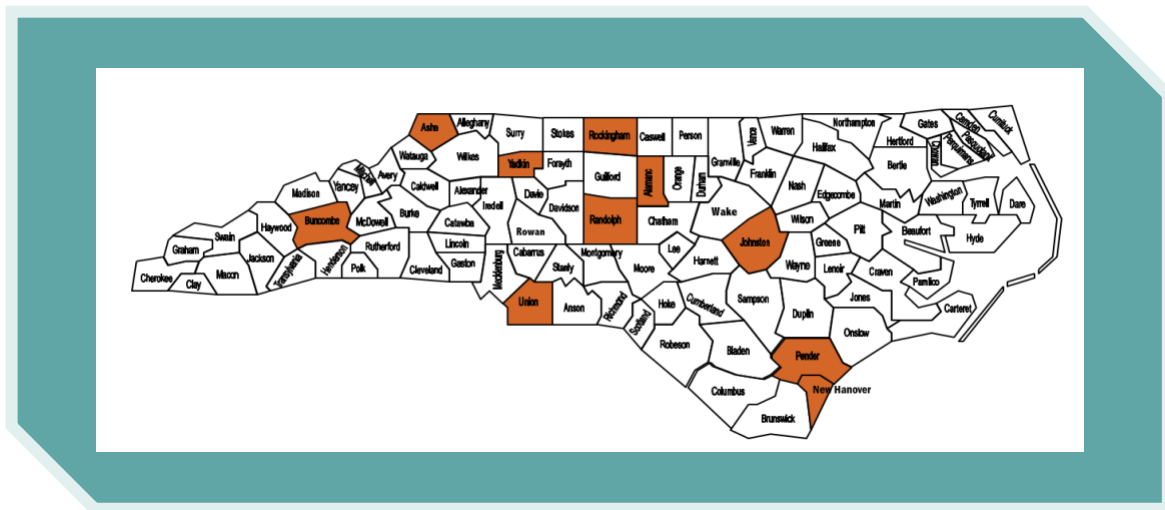 Ashe
Alleghany
Surry
Stokes
Rockingham
Caswell
Person
Vance
Warren
Northampton
Gates
Camden
Currituck
Pasquotank
Perquimans
Chowan
Hertford
Halifax
Bertie
Granville
Franklin
Watauga
Wilkes
Yadkin
Forsyth
Guilford
Alamanc
Orange
Durham
Nash
Edgecombe
Martin
Washington
Tyrrell
Dare
Mitchell
Avery
Yancey
Madison
Caldwell
Alexander
Iredell
Davie
Davidson
Randolph
Chatham
Wake
Wilson
Pitt
Beaufort
Hyde
Buncombe
McDowell
Burke
Catawba
Rowan
Johnston
Greene
Haywood
Swain
Graham
Jackson
Rutherford
Lincoln
Cabarrus
Montgomery
Lee
Harnett
Wayne
Lenoir
Craven
Pamlico
Cherokee
Clay
Macon
Transylvania
Henderson
Polk
Cleveland
Gaston
Mecklenburg
Stanly
Moore
Union
Anson
Richmond
Scotland
Hoke
Cumberland
Sampson
Duplin
Jones
Carteret
Onslow
Robeson
Bladen
Pender
Columbus
New Hanover
Brunswick